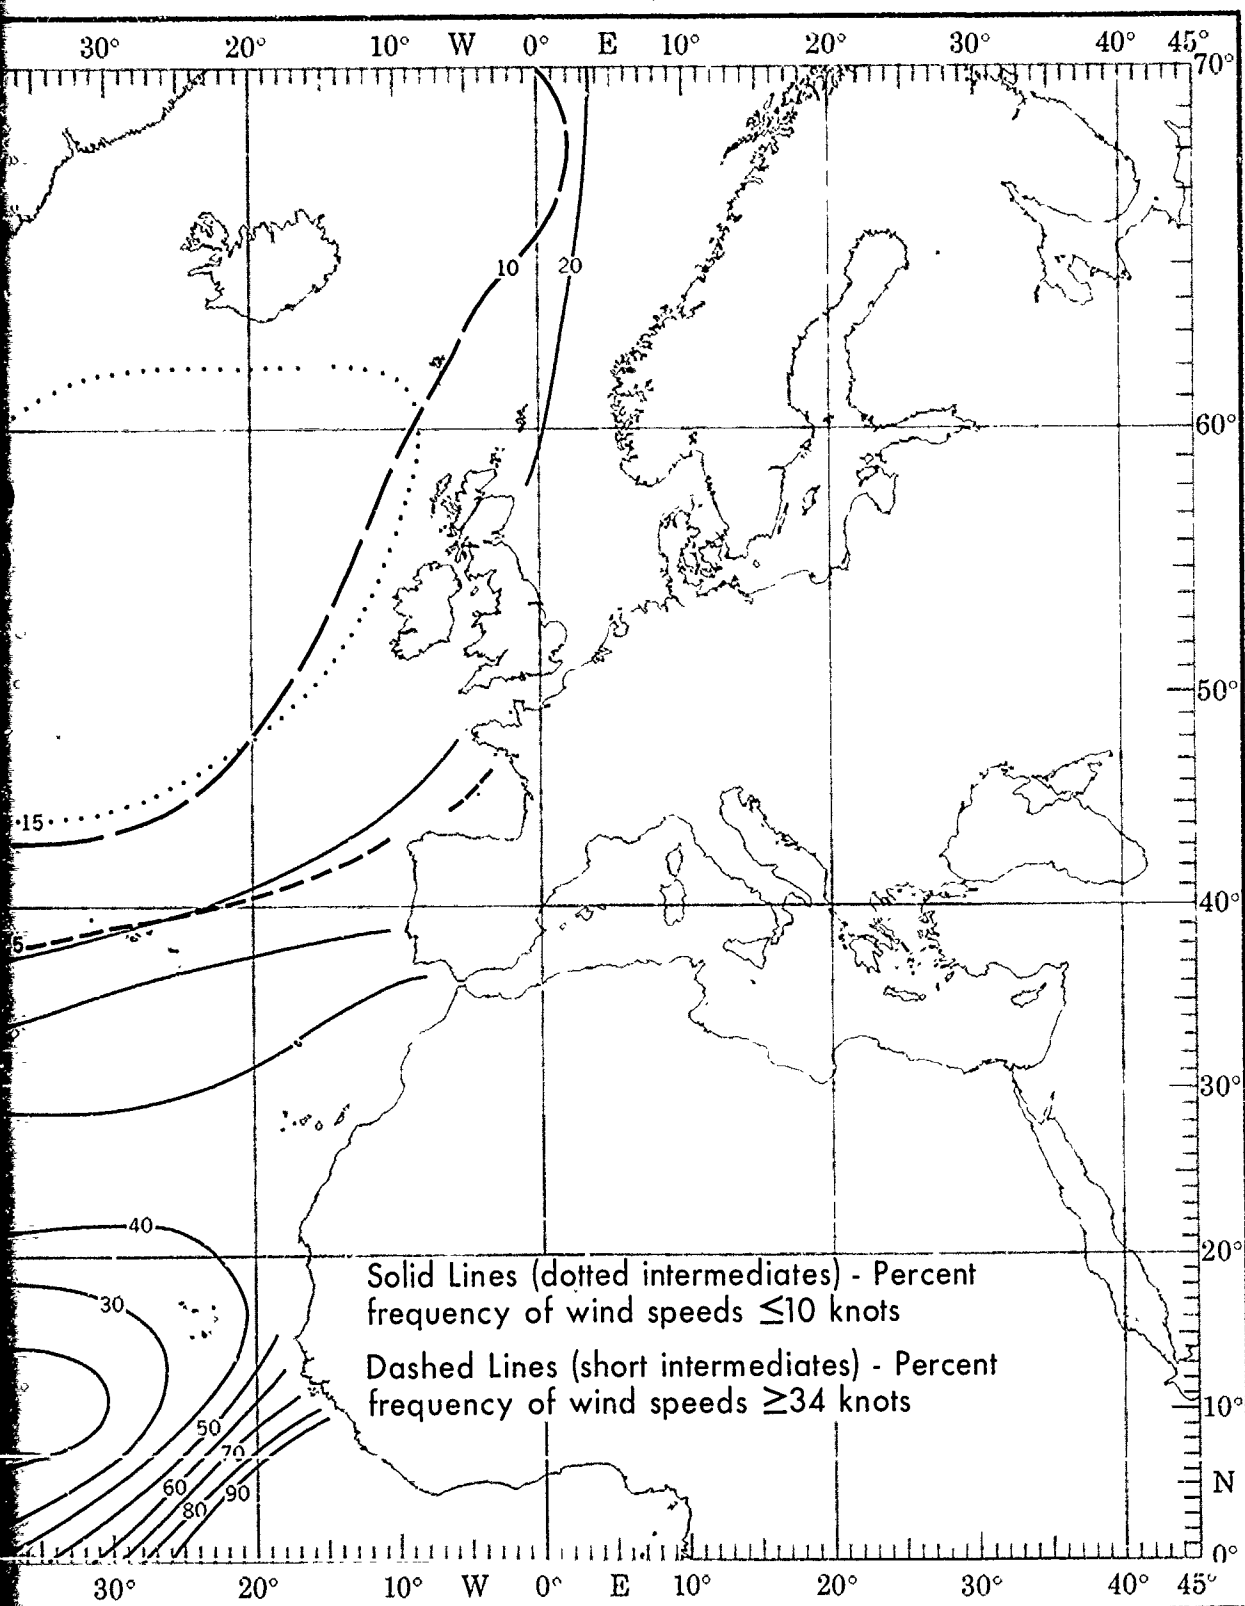 30° 20° 10° W 0° E 10° 20° 30° 40° 45°
70°
10 20
60°
50°
15
40°
5
30°
40
20°
Solid Lines (dotted intermediates) - Percent
30
frequency of wind speeds ≤10 knots
Dashed Lines (short intermediates) - Percent
frequency of wind speeds ≥34 knots
10°
50
70
60 90 N
80
0°
30° 20° 10° W 0° E 10° 20° 30° 40° 45°